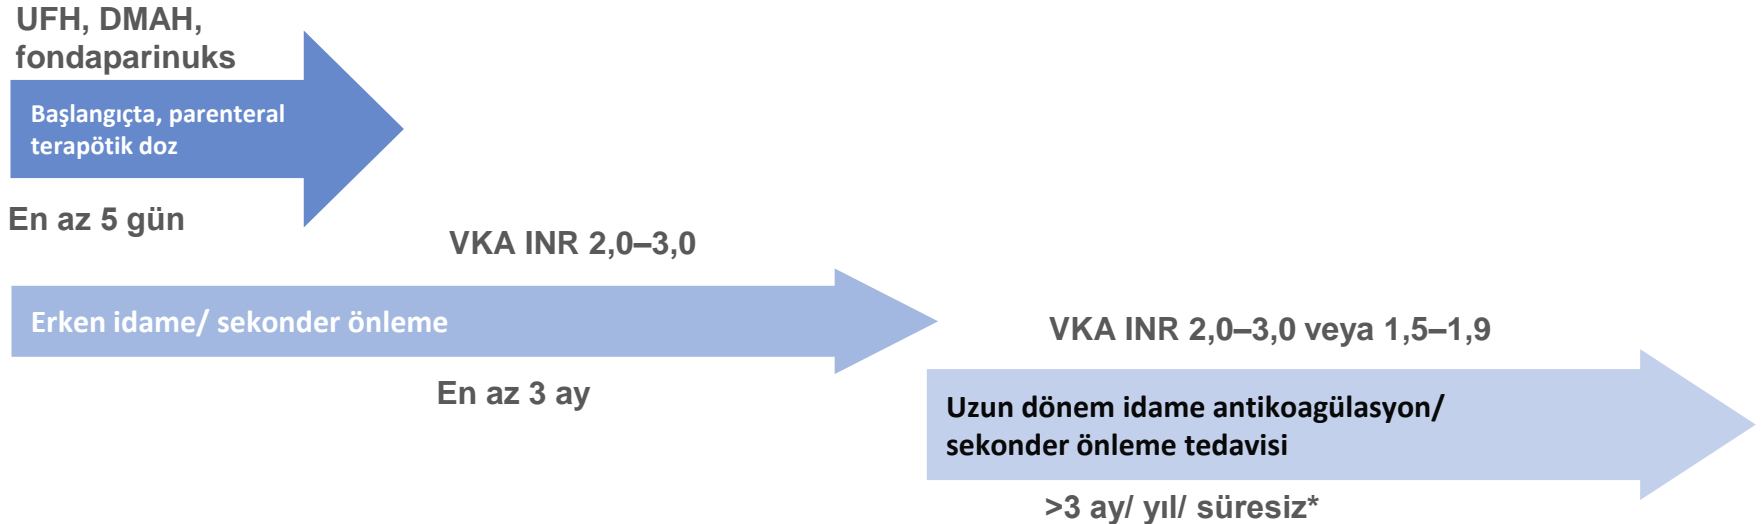 UFH, DMAH,
fondaparinuks
Başlangıçta, parenteral
terapötik doz
En az 5 gün
VKA INR 2,0–3,0
Erken idame/ sekonder önleme
En az 3 ay
VKA INR 2,0–3,0 veya 1,5–1,9
Uzun dönem idame antikoagülasyon/
sekonder önleme tedavisi
>3 ay/ yıl/ süresiz*